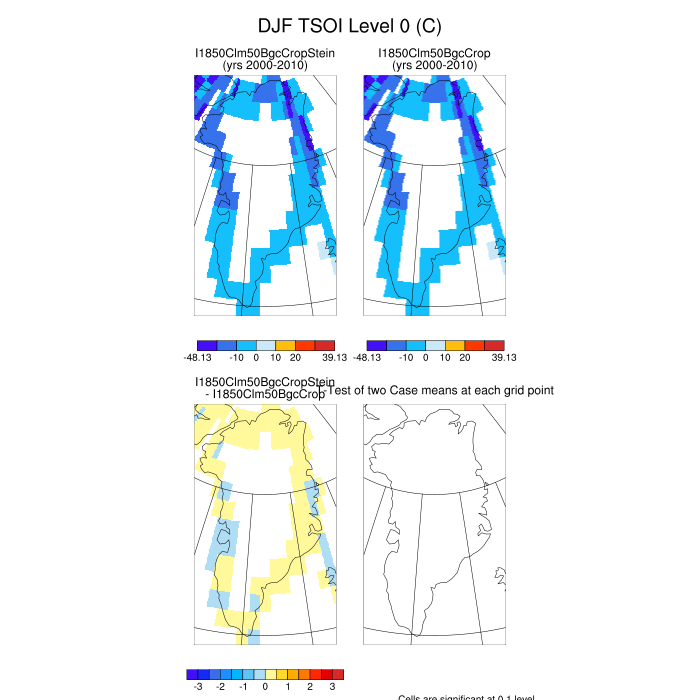 DJF TSOI Level 0 (C)
I1850Clm50BgcCropStein
(yrs 2000-2010)
I1850Clm50BgcCrop
(yrs 2000-2010)
-48.13 -10 0 10 20 39.13
-48.13 -10 0 10 20 39.13
I1850Clm50BgcCropStein
- I1850Clm50BgcCrop
T-Test of two Case means at each grid point
-3 -2 -1 0 1 2 3
Cells are significant at 0.1 level